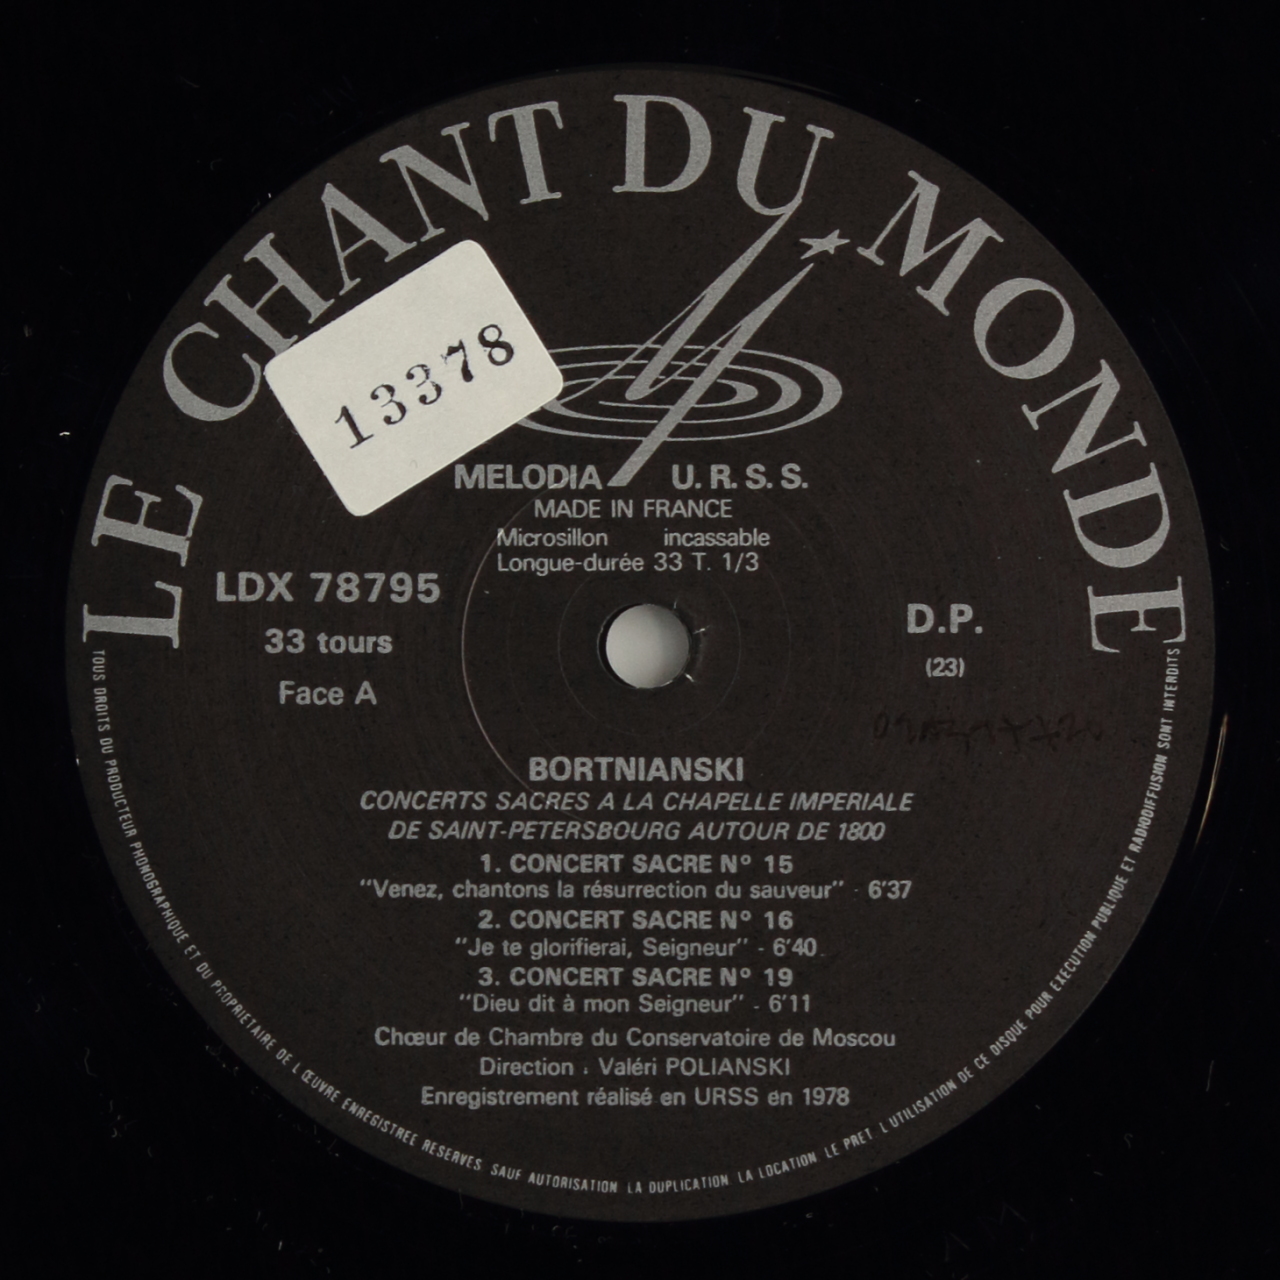 LE CHANT DU MONDE
13378
MELODIA U.R.S.S.
MADE IN FRANCE
Microsillon incassable
Longue-durée 33 T. 1/3
LDX 78795
33 tours
Face A
D.P.
(23)
BORTNIANSKI
CONCERTS SACRES A LA CHAPELLE IMPERIALE
DE SAINT-PETERSBOURG AUTOUR DE 1800
1. CONCERT SACRE N° 15
"Venez, chantons la résurrection du sauveur" - 6'37
2. CONCERT SACRE N° 16
"Je te glorifierai, Seigneur" - 6'40
3. CONCERT SACRE N° 19
"Dieu dit à mon Seigneur" - 6'11
Chœur de Chambre du Conservatoire de Moscou
Direction : Valéri POLIANSKI
Enregistrement réalisé en URSS en 1978
TOUS DROITS DU PRODUCTEUR PHONOGRAPHIQUE ET DU PROPRIETAIRE DE L'ŒUVRE ENREGISTREE RESERVES SAUF AUTORISATION LA DUPLICATION LA LOCATION LE PRET L'UTILISATION DE CE DISQUE POUR EXECUTION PUBLIQUE ET RADIODIFFUSION SONT INTERDITS